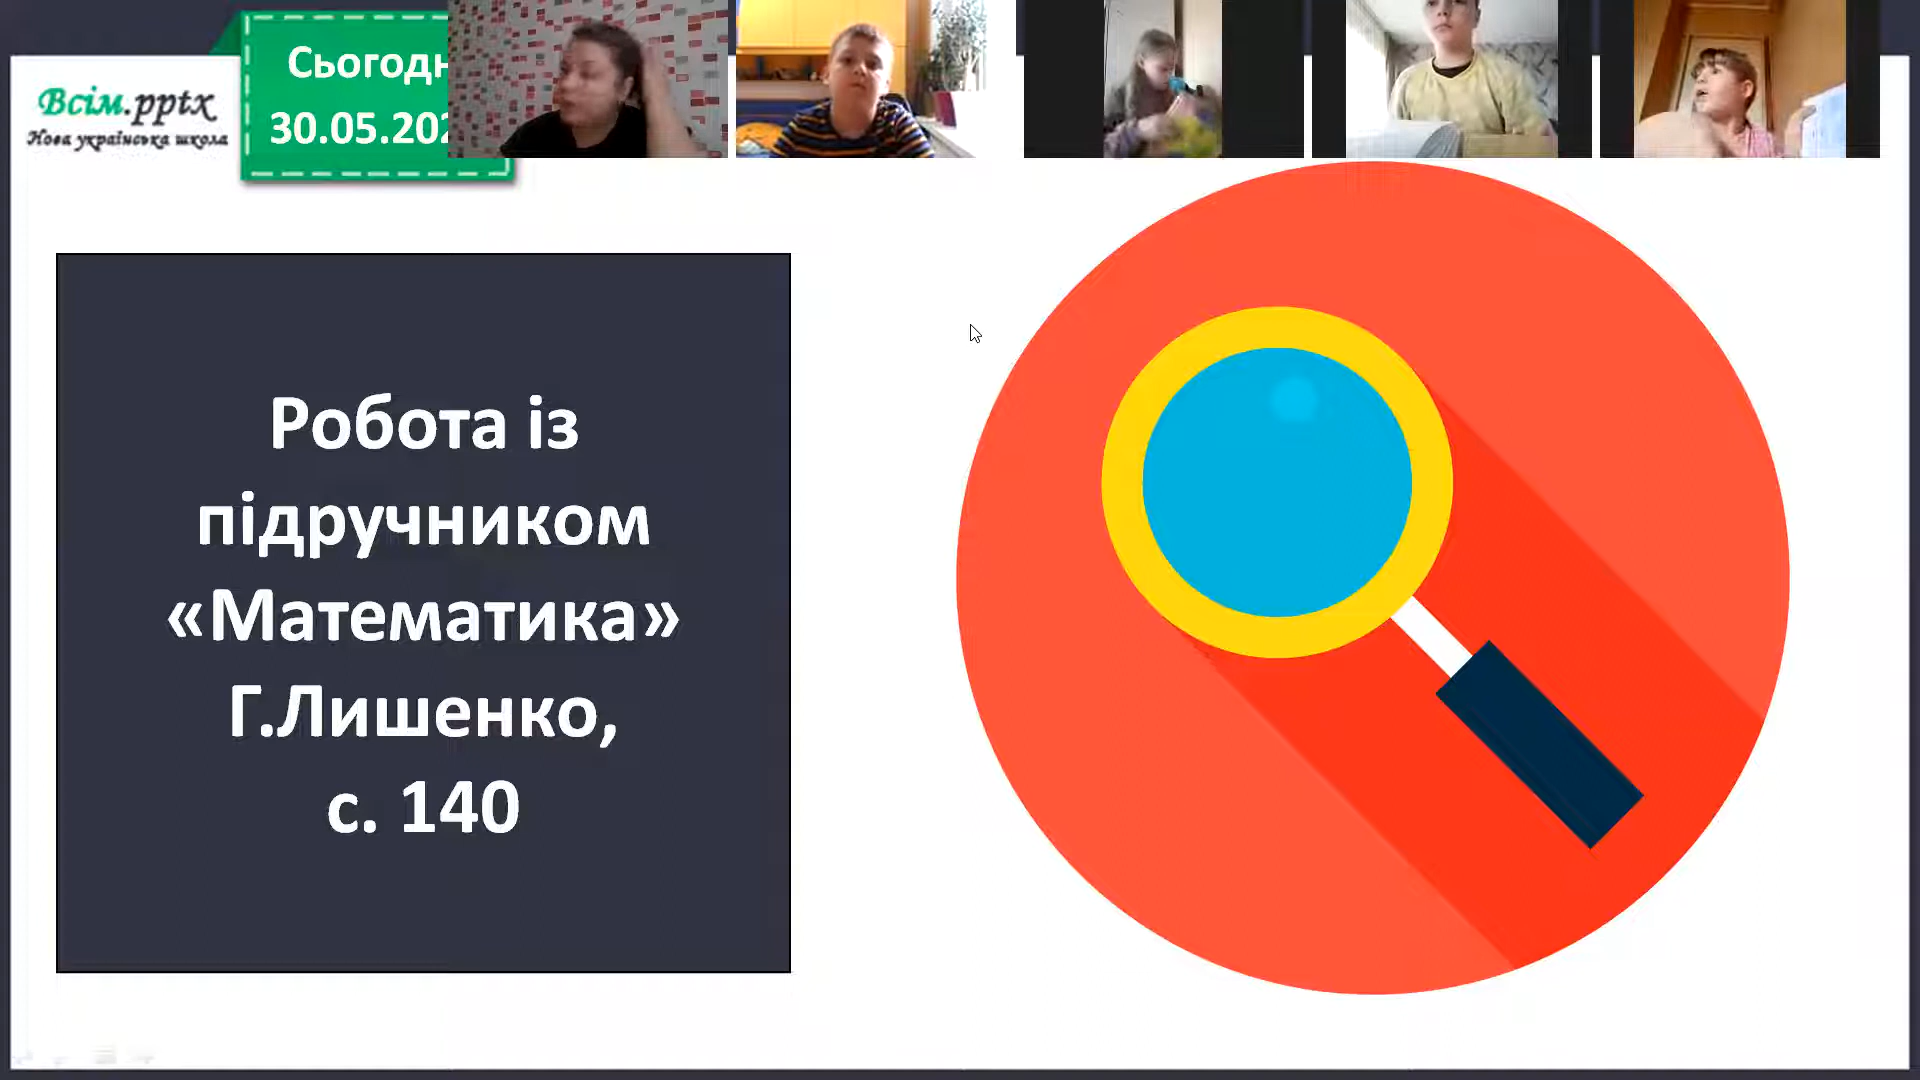 Всім.pptx
Нова українська школа
Сьогодн
30.05.202
Робота із
підручником
«Математика»
Г.Лишенко,
с. 140